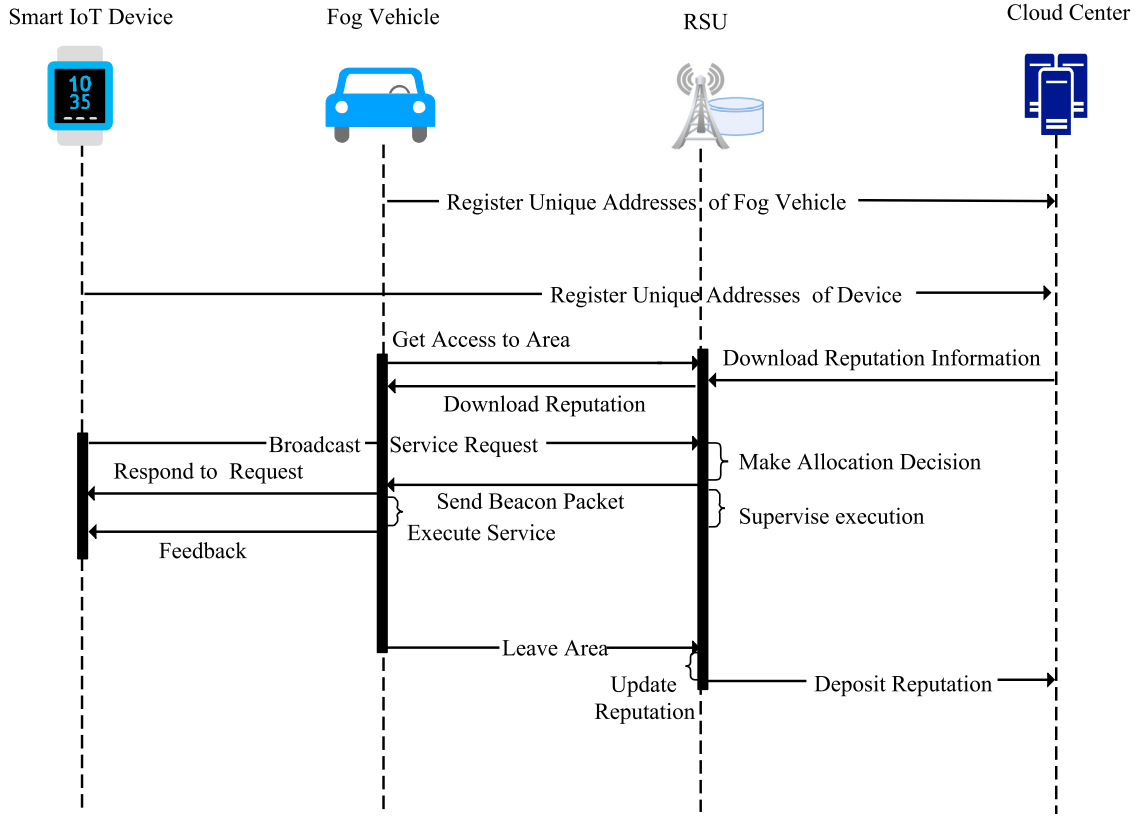 Smart IoT Device
Fog Vehicle
RSU
Cloud Center
10
35
Register Unique Addresses of Fog Vehicle
Register Unique Addresses of Device
Get Access to Area
Download Reputation Information
Download Reputation
Broadcast Service Request
Make Allocation Decision
Respond to Request
Send Beacon Packet
Supervise execution
Execute Service
Feedback
Leave Area
Update
Reputation
Deposit Reputation